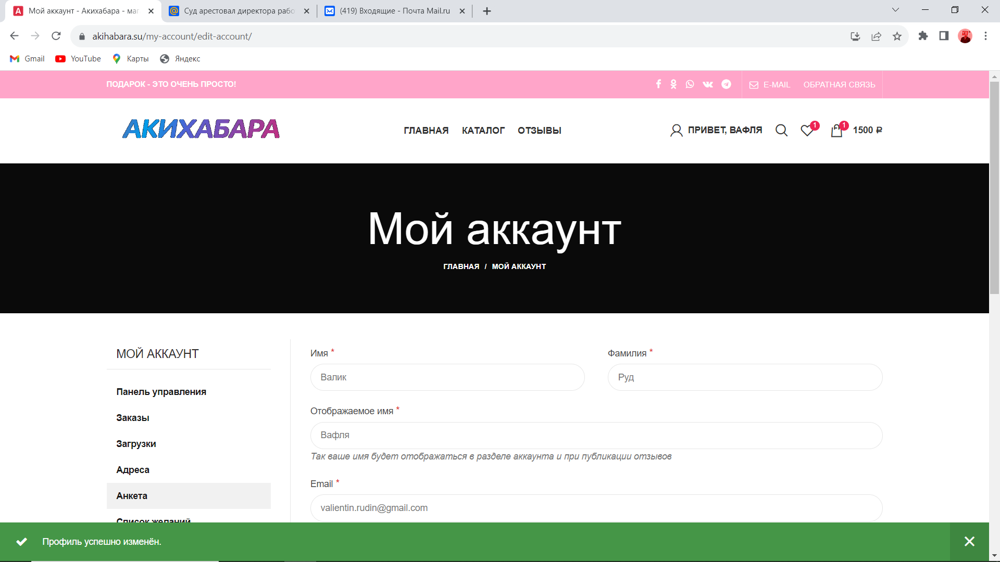 Мой аккаунт - Акихабара - маг
Суд арестовал директора рабо
(419) Входящие - Почта Mail.ru
akihabara.su/my-account/edit-account/
Gmail
YouTube
Карты
Яндекс
ПОДАРОК - ЭТО ОЧЕНЬ ПРОСТО!
E-MAIL
ОБРАТНАЯ СВЯЗЬ
АКИХАБАРА
ГЛАВНАЯ
КАТАЛОГ
ОТЗЫВЫ
ПРИВЕТ, ВАФЛЯ
1
1
1500 ₽
Мой аккаунт
ГЛАВНАЯ / МОЙ АККАУНТ
МОЙ АККАУНТ
Панель управления
Заказы
Загрузки
Адреса
Анкета
Список желаний
Имя *
Валик
Фамилия *
Руд
Отображаемое имя *
Вафля
Так ваше имя будет отображаться в разделе аккаунта и при публикации отзывов
Email *
valientin.rudin@gmail.com
Профиль успешно изменён.